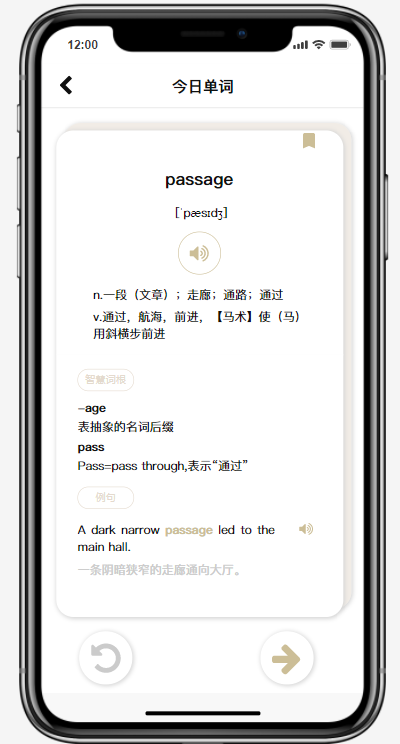 12:00
今日单词
passage
[ˈpæsɪdʒ]
n.一段（文章）；走廊；通路；通过
v.通过，航海，前进，【马术】使（马）
用斜横步前进
智慧词根
-age
表抽象的名词后缀
pass
Pass=pass through,表示“通过”
例句
A dark narrow passage led to the
main hall.
一条阴暗狭窄的走廊通向大厅。